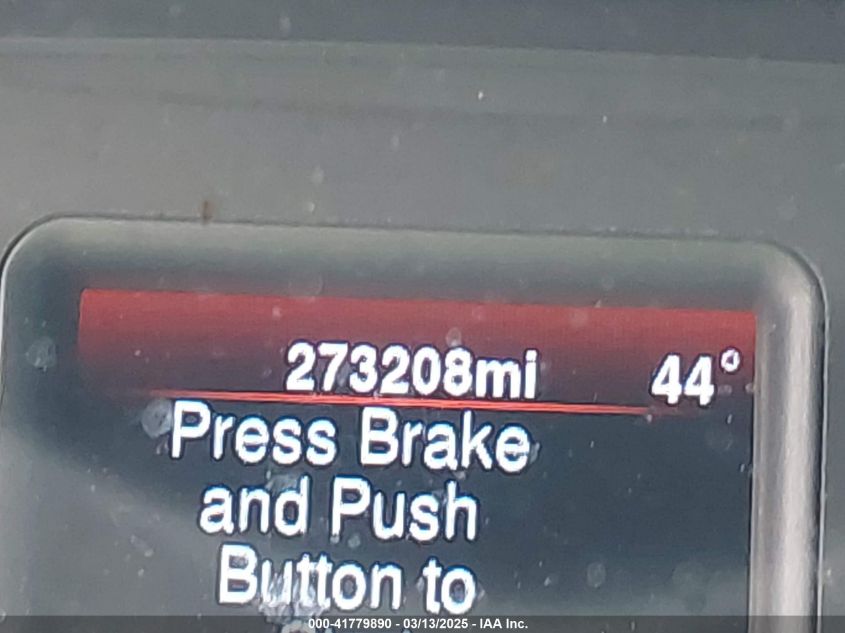 273208mi 44°
Press Brake
and Push
Button to
000-41779890 - 03/13/2025 - IAA Inc.